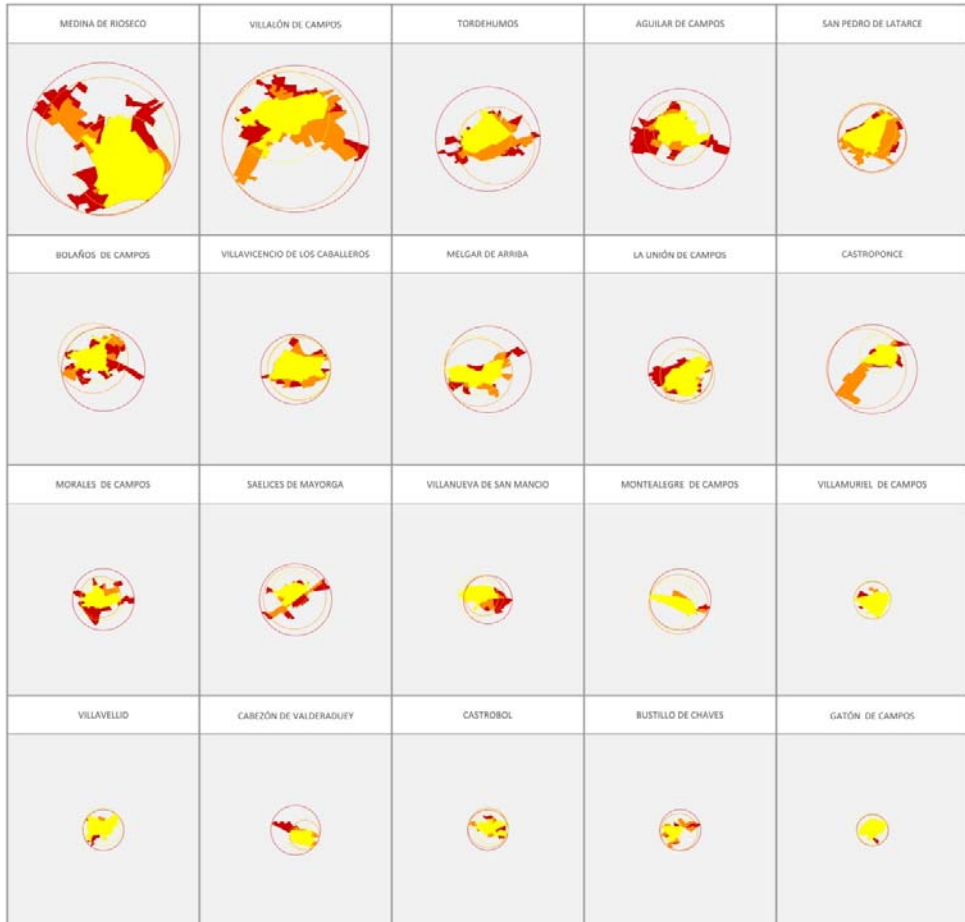 MEDINA DE RIOSECO
VILLALÓN DE CAMPOS
TORDEHUMOS
AGUILAR DE CAMPOS
SAN PEDRO DE LATARCE
BOLAÑOS DE CAMPOS
VILLAVICENCIO DE LOS CABALLEROS
MELGAR DE ARRIBA
LA UNIÓN DE CAMPOS
CASTROPONCE
MORALES DE CAMPOS
SAELICES DE MAYORGA
VILLANUEVA DE SAN MANCIO
MONTEALEGRE DE CAMPOS
VILLAMURIEL DE CAMPOS
VILLAVELLID
CABEZÓN DE VALDERADUEY
CASTROBOL
BUSTILLO DE CHAVES
GATÓN DE CAMPOS